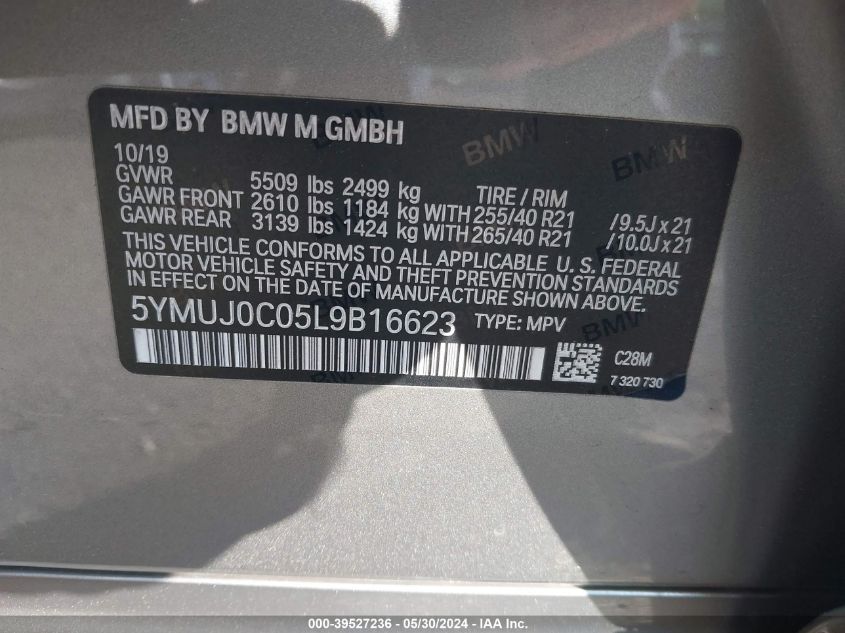 MFD BY BMW M GMBH
10/19
GVWR 5509 lbs 2499 kg TIRE / RIM
GAWR FRONT 2610 lbs 1184 kg WITH 255/40 R21 / 9.5J x 21
GAWR REAR 3139 lbs 1424 kg WITH 265/40 R21 / 10.0J x 21
THIS VEHICLE CONFORMS TO ALL APPLICABLE U. S. FEDERAL
MOTOR VEHICLE SAFETY AND THEFT PREVENTION STANDARDS
IN EFFECT ON THE DATE OF MANUFACTURE SHOWN ABOVE.
5YMUJ0C05L9B16623 TYPE: MPV
C28M
7 320 730
BMW
BMW
000-39527236 - 05/30/2024 - IAA Inc.